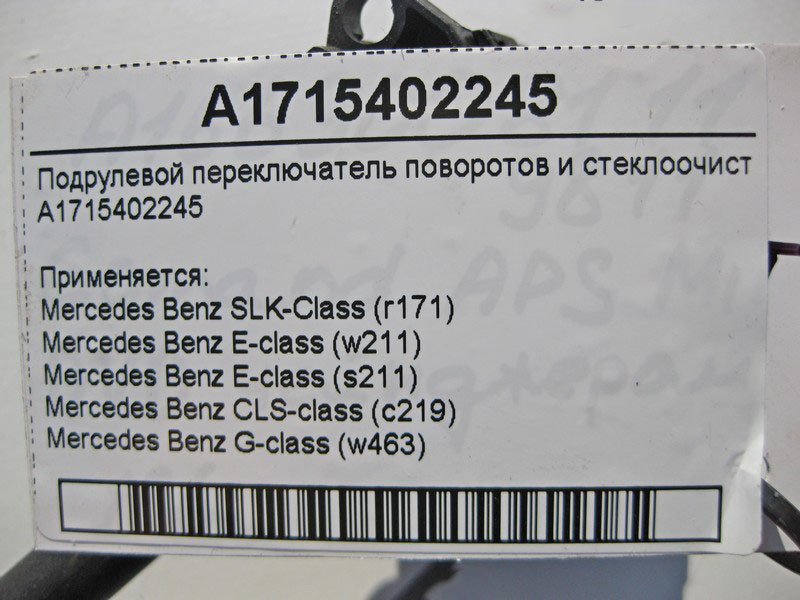 A1715402245
Подрулевой переключатель поворотов и стеклоочист
A1715402245
Применяется:
Mercedes Benz SLK-Class (r171)
Mercedes Benz E-class (w211)
Mercedes Benz E-class (s211)
Mercedes Benz CLS-class (c219)
Mercedes Benz G-class (w463)